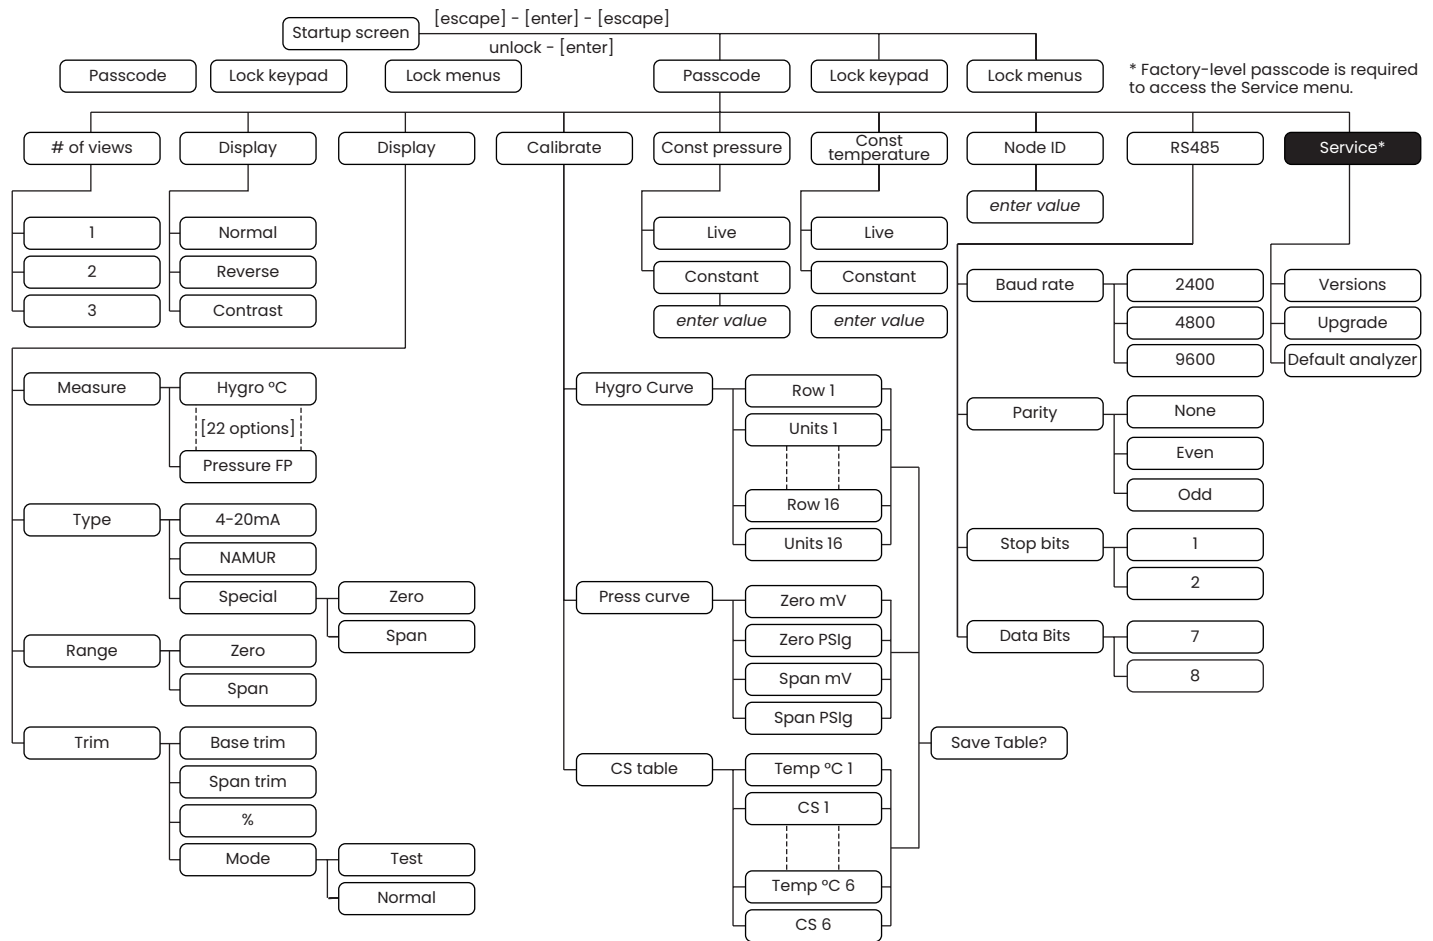 [escape] - [enter] - [escape]
Startup screen
unlock - [enter]
Passcode
Lock keypad
Lock menus
Passcode
Lock keypad
Lock menus
* Factory-level passcode is required
to access the Service menu.
# of views
Display
Display
Calibrate
Const pressure
Const
temperature
Node ID
RS485
Service*
1
2
3
Normal
Reverse
Contrast
Live
Constant
enter value
Live
Constant
enter value
enter value
Baud rate
2400
4800
9600
Parity
None
Even
Odd
Stop bits
1
2
Data Bits
7
8
Versions
Upgrade
Default analyzer
Measure
Hygro °C
[22 options]
Pressure FP
Type
4-20mA
NAMUR
Special
Zero
Span
Range
Zero
Span
Trim
Base trim
Span trim
%
Mode
Test
Normal
Hygro Curve
Row 1
Units 1
Row 16
Units 16
Press curve
Zero mV
Zero PSIg
Span mV
Span PSIg
CS table
Temp °C 1
CS 1
Temp °C 6
CS 6
Save Table?